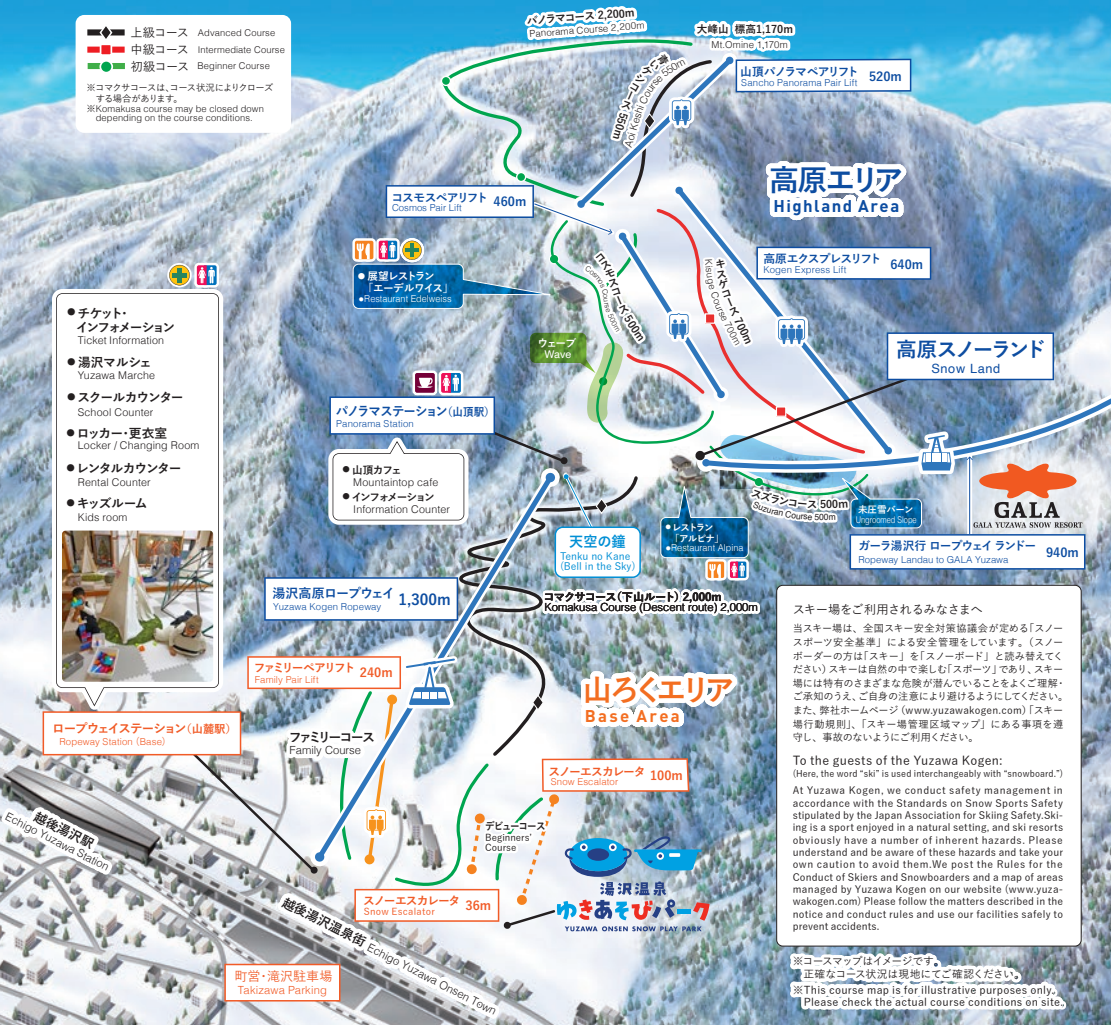 上級コース Advanced Course
中級コース Intermediate Course
初級コース Beginner Course
※コマクサコースは、コース状況によりクローズ
する場合があります。
※Komakusa course may be closed down
depending on the course conditions.
パノラマコース 2,200m
Panorama Course 2,200m
大峰山 標高1,170m
Mt.Omine 1,170m
山頂パノラマペアリフト 520m
Sancho Panorama Pair Lift
青いケシコース 550m
Aoi Keshi Course 550m
高原エリア
Highland Area
コスモスペアリフト 460m
Cosmos Pair Lift
高原エクスプレスリフト 640m
Kogen Express Lift
● 展望レストラン
「エーデルワイス」
●Restaurant Edelweiss
コスモスコース 500m
Cosmos Course 500m
キスゲコース 700m
Kisuge Course 700m
ウェーブ
Wave
高原スノーランド
Snow Land
● チケット・
インフォメーション
Ticket Information
● 湯沢マルシェ
Yuzawa Marche
● スクールカウンター
School Counter
● ロッカー・更衣室
Locker / Changing Room
● レンタルカウンター
Rental Counter
● キッズルーム
Kids room
パノラマステーション(山頂駅)
Panorama Station
● 山頂カフェ
Mountaintop cafe
● インフォメーション
Information Counter
スズランコース 500m
Suzuran Course 500m
未圧雪バーン
Ungroomed Slope
GALA
GALA YUZAWA SNOW RESORT
● レストラン
「アルピナ」
●Restaurant Alpina
天空の鐘
Tenku no Kane
(Bell in the Sky)
ガーラ湯沢行 ロープウェイ ランドー 940m
Ropeway Landau to GALA Yuzawa
湯沢高原ロープウェイ 1,300m
Yuzawa Kogen Ropeway
コマクサコース(下山ルート) 2,000m
Komakusa Course (Descent route) 2,000m
ファミリーペアリフト 240m
Family Pair Lift
山ろくエリア
Base Area
ロープウェイステーション(山麓駅)
Ropeway Station (Base)
ファミリーコース
Family Course
スノーエスカレータ 100m
Snow Escalator
デビューコース
Beginners'
Course
越後湯沢駅
Echigo Yuzawa Station
スノーエスカレータ 36m
Snow Escalator
湯沢温泉
ゆきあそびパーク
YUZAWA ONSEN SNOW PLAY PARK
越後湯沢温泉街 Echigo Yuzawa Onsen Town
町営・滝沢駐車場
Takizawa Parking
スキー場をご利用されるみなさまへ
当スキー場は、全国スキー安全対策協議会が定める「スノー
スポーツ安全基準」による安全管理をしています。(スノー
ボーダーの方は「スキー」を「スノーボード」と読み替えてく
ださい)スキーは自然の中で楽しむ「スポーツ」であり、スキー
場には特有のさまざまな危険が潜んでいることをよくご理解・
ご承知のうえ、ご自身の注意により避けるようにしてください。
また、弊社ホームページ(www.yuzawakogen.com)「スキー
場行動規則」、「スキー場管理区域マップ」にある事項を遵
守し、事故のないようにご利用ください。
To the guests of the Yuzawa Kogen:
(Here, the word “ski” is used interchangeably with “snowboard.”)
At Yuzawa Kogen, we conduct safety management in
accordance with the Standards on Snow Sports Safety
stipulated by the Japan Association for Skiing Safety.Ski-
ing is a sport enjoyed in a natural setting, and ski resorts
obviously have a number of inherent hazards. Please
understand and be aware of these hazards and take your
own caution to avoid them.We post the Rules for the
Conduct of Skiers and Snowboarders and a map of areas
managed by Yuzawa Kogen on our website (www.yuza-
wakogen.com) Please follow the matters described in the
notice and conduct rules and use our facilities safely to
prevent accidents.
※コースマップはイメージです。
正確なコース状況は現地にてご確認ください。
※This course map is for illustrative purposes only.
Please check the actual course conditions on site.